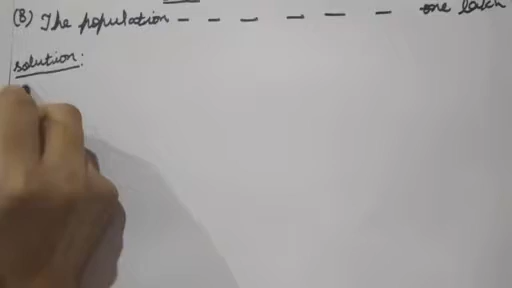 (B) The population – – – – – – one lakh
solution: